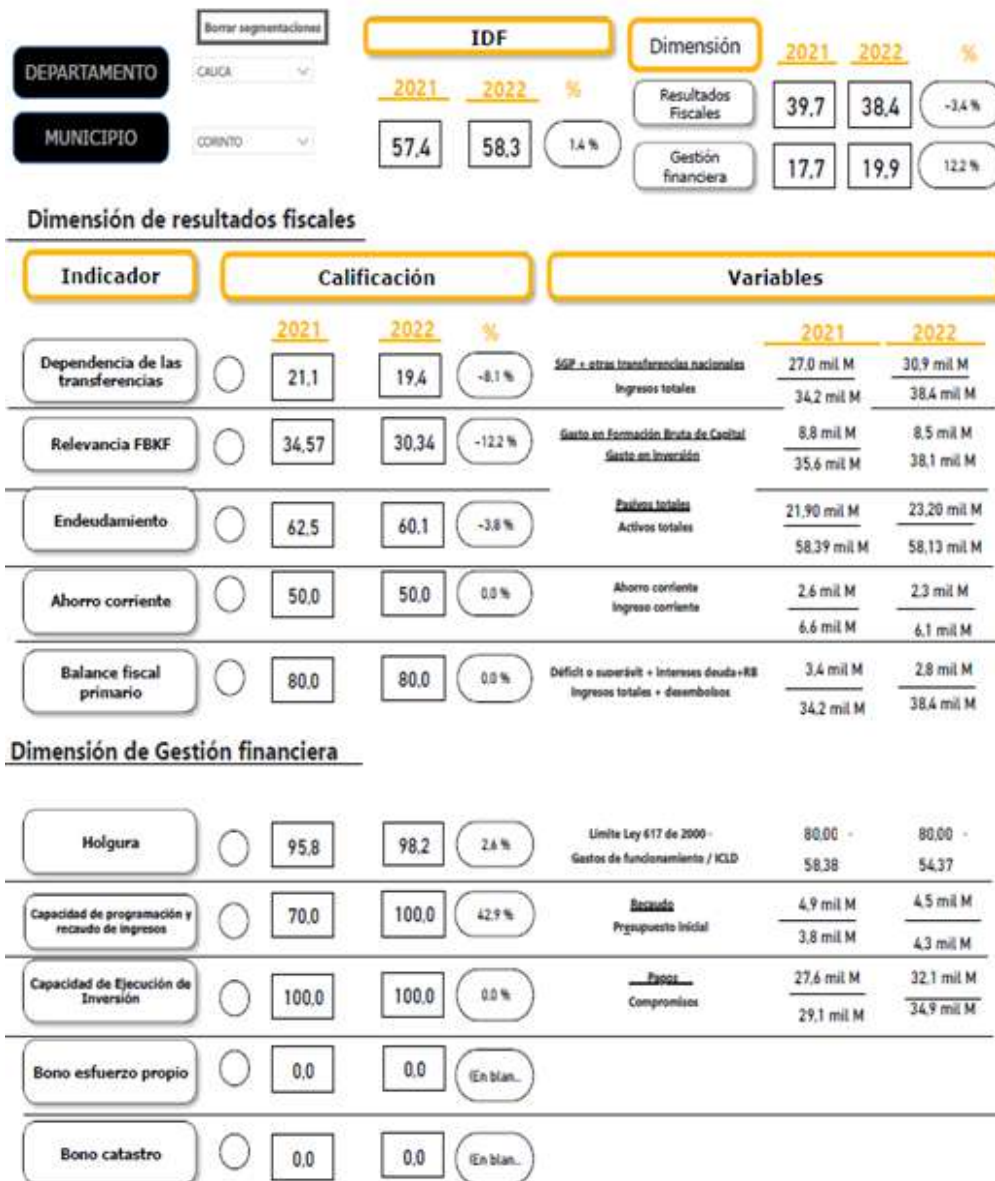 Borrar segmentaciones
DEPARTAMENTO
CAUCA
MUNICIPIO
CORINTO
IDF
2021 2022 %
57,4 58,3 1.4 %
Dimensión 2021 2022 %
Resultados
Fiscales
39,7 38,4 -3,4 %
Gestión
financiera
17,7 19,9 12.2 %
Dimensión de resultados fiscales
Indicador Calificación Variables
2021 2022 % 2021 2022
Dependencia de las
transferencias
21,1 19,4 -8,1 %
SGP + otras transferencias nacionales 27,0 mil M 30,9 mil M
Ingresos totales 34,2 mil M 38,4 mil M
Relevancia FBKF 34,57 30,34 -12.2 %
Gasto en Formación Bruta de Capital 8,8 mil M 8,5 mil M
Gasto en inversión 35,6 mil M 38,1 mil M
Endeudamiento 62,5 60,1 -3,8 %
Pasivos totales 21,90 mil M 23,20 mil M
Activos totales 58,39 mil M 58,13 mil M
Ahorro corriente 50,0 50,0 0,0 %
Ahorro corriente 2,6 mil M 2,3 mil M
Ingreso corriente 6,6 mil M 6,1 mil M
Balance fiscal
primario
80,0 80,0 0,0 %
Déficit o superávit + intereses deuda+RB 3,4 mil M 2,8 mil M
Ingresos totales + desembolsos 34,2 mil M 38,4 mil M
Dimensión de Gestión financiera
Holgura 95,8 98,2 2.6 %
Limite Ley 617 de 2000 - 80,00 - 80,00 -
Gastos de funcionamiento / ICLD 58,38 54,37
Capacidad de programación y
recaudo de ingresos
70,0 100,0 42,9 %
Recaudo 4,9 mil M 4,5 mil M
Presupuesto inicial 3,8 mil M 4,3 mil M
Capacidad de Ejecución de
Inversión
100,0 100,0 0.0 %
Pagos 27,6 mil M 32,1 mil M
Compromisos 29,1 mil M 34,9 mil M
Bono esfuerzo propio 0,0 0,0 (En blan...
Bono catastro 0,0 0,0 (En blan...